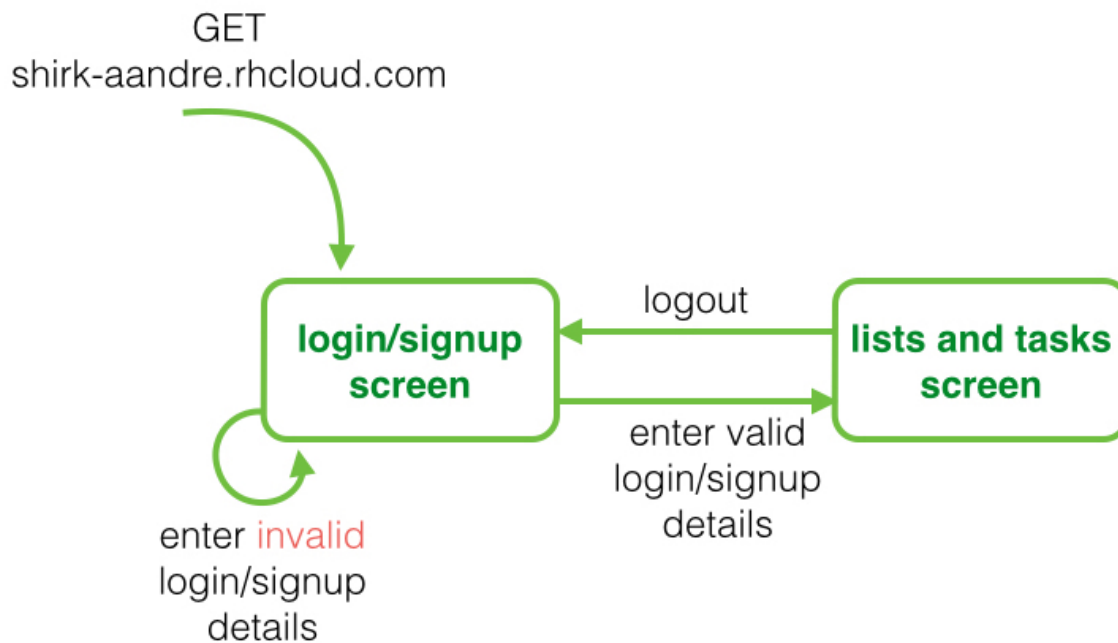 GET
shirk-aandre.rhcloud.com
login/signup
screen
logout
lists and tasks
screen
enter valid
login/signup
details
enter invalid
login/signup
details